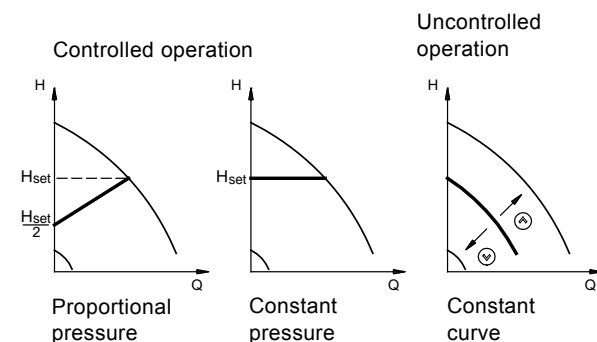 Controlled operation
Uncontrolled
operation
H
Hset
Hset
2
Q
Proportional
pressure
H
Hset
Q
Constant
pressure
H
Q
Constant
curve